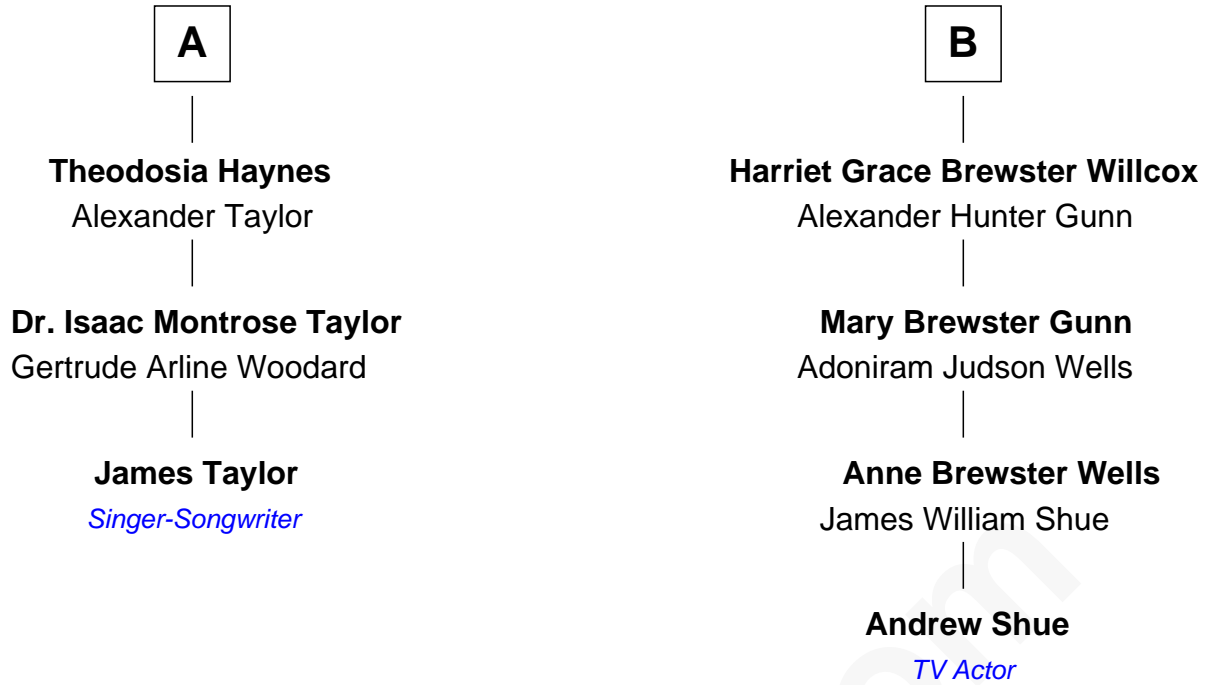 A
Theodosia Haynes
Alexander Taylor
Dr. Isaac Montrose Taylor
Gertrude Arline Woodard
James Taylor
Singer-Songwriter
B
Harriet Grace Brewster Willcox
Alexander Hunter Gunn
Mary Brewster Gunn
Adoniram Judson Wells
Anne Brewster Wells
James William Shue
Andrew Shue
TV Actor
om